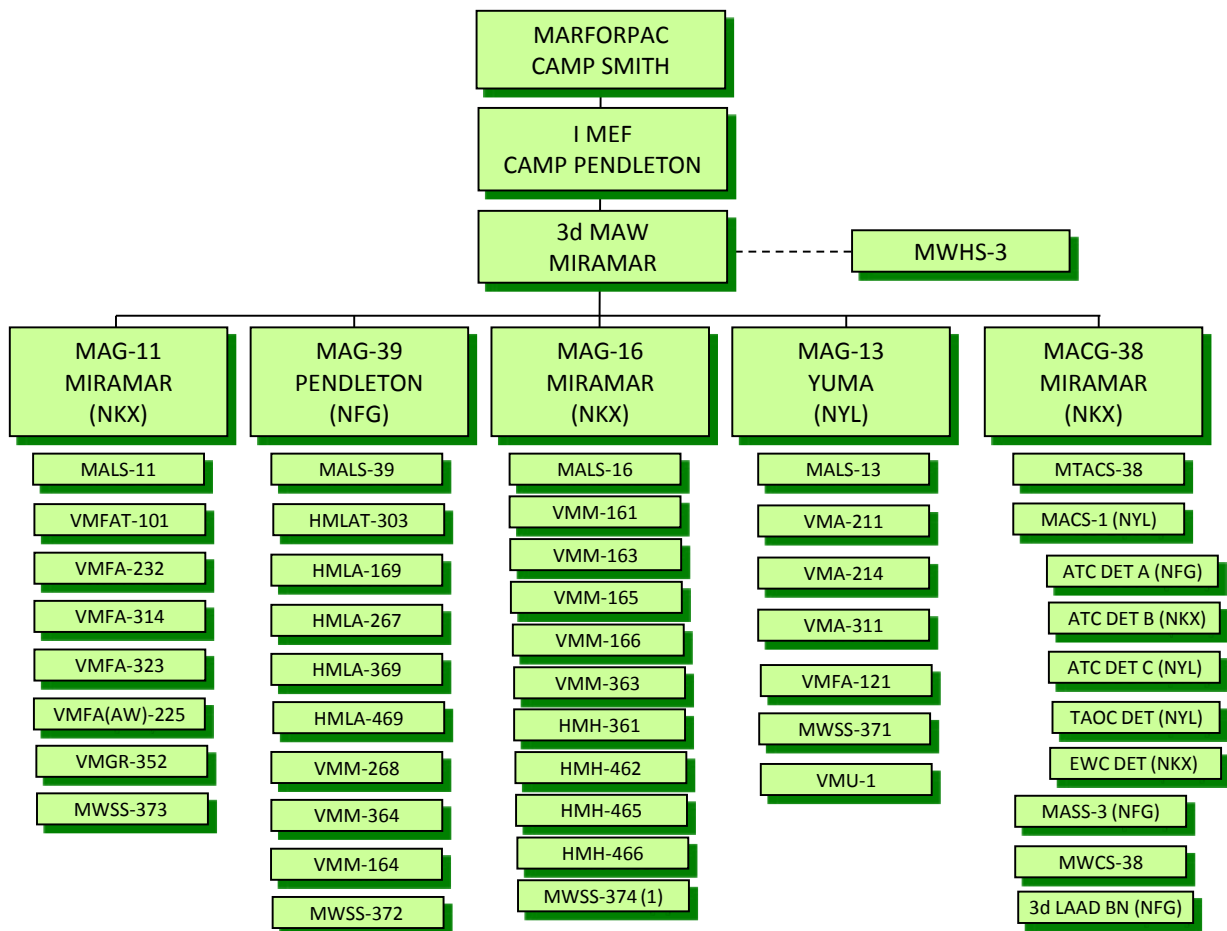 MARFORPAC
CAMP SMITH
I MEF
CAMP PENDLETON
3d MAW
MIRAMAR
MWHS-3
MAG-11
MIRAMAR
(NKX)
MAG-39
PENDLETON
(NFG)
MAG-16
MIRAMAR
(NKX)
MAG-13
YUMA
(NYL)
MACG-38
MIRAMAR
(NKX)
MALS-11
VMFAT-101
VMFA-232
VMFA-314
VMFA-323
VMFA(AW)-225
VMGR-352
MWSS-373
MALS-39
HMLAT-303
HMLA-169
HMLA-267
HMLA-369
HMLA-469
VMM-268
VMM-364
VMM-164
MWSS-372
MALS-16
VMM-161
VMM-163
VMM-165
VMM-166
VMM-363
HMH-361
HMH-462
HMH-465
HMH-466
MWSS-374 (1)
MALS-13
VMA-211
VMA-214
VMA-311
VMFA-121
MWSS-371
VMU-1
MTACS-38
MACS-1 (NYL)
ATC DET A (NFG)
ATC DET B (NKX)
ATC DET C (NYL)
TAOC DET (NYL)
EWC DET (NKX)
MASS-3 (NFG)
MWCS-38
3d LAAD BN (NFG)